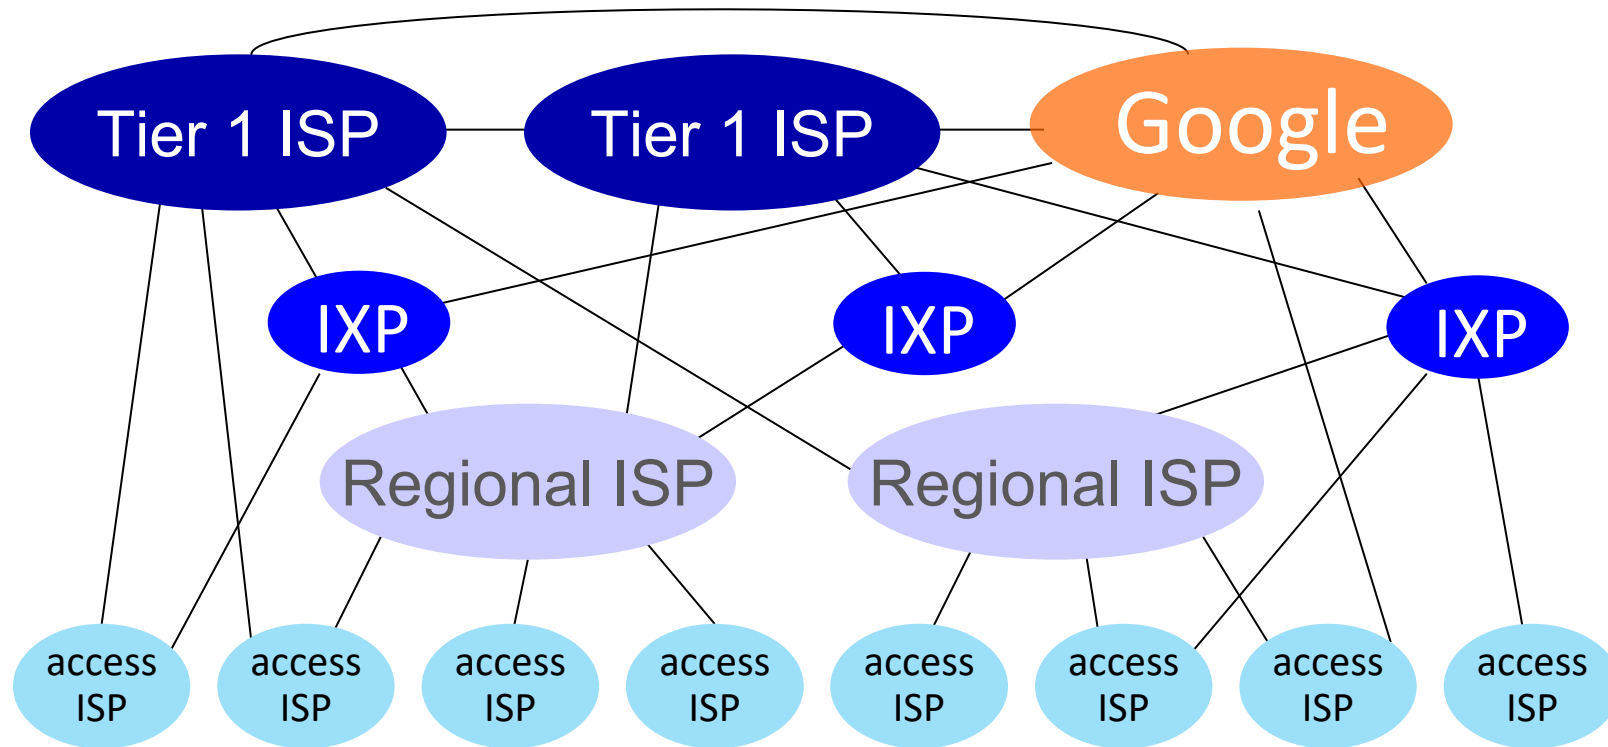 Tier 1 ISP
Tier 1 ISP
Google
IXP
IXP
IXP
Regional ISP
Regional ISP
access
ISP
access
ISP
access
ISP
access
ISP
access
ISP
access
ISP
access
ISP
access
ISP